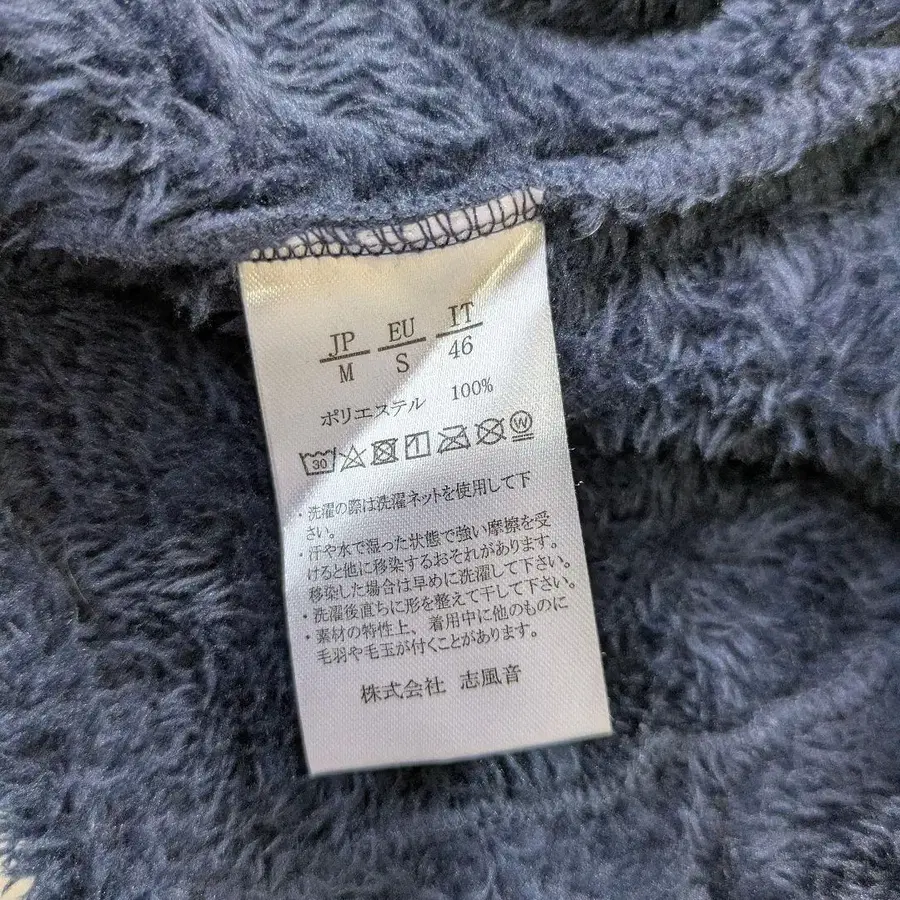 JP EU IT
M S 46
ポリエステル 100%
30 W
・洗濯の際は洗濯ネットを使用して下
さい。
・汗や水で湿った状態で強い摩擦を受
けると他に移染するおそれがあります。
移染した場合は早めに洗濯して下さい。
・洗濯後直ちに形を整えて干して下さい。
・素材の特性上、着用中に他のものに
毛羽や毛玉が付くことがあります。
株式会社 志風音